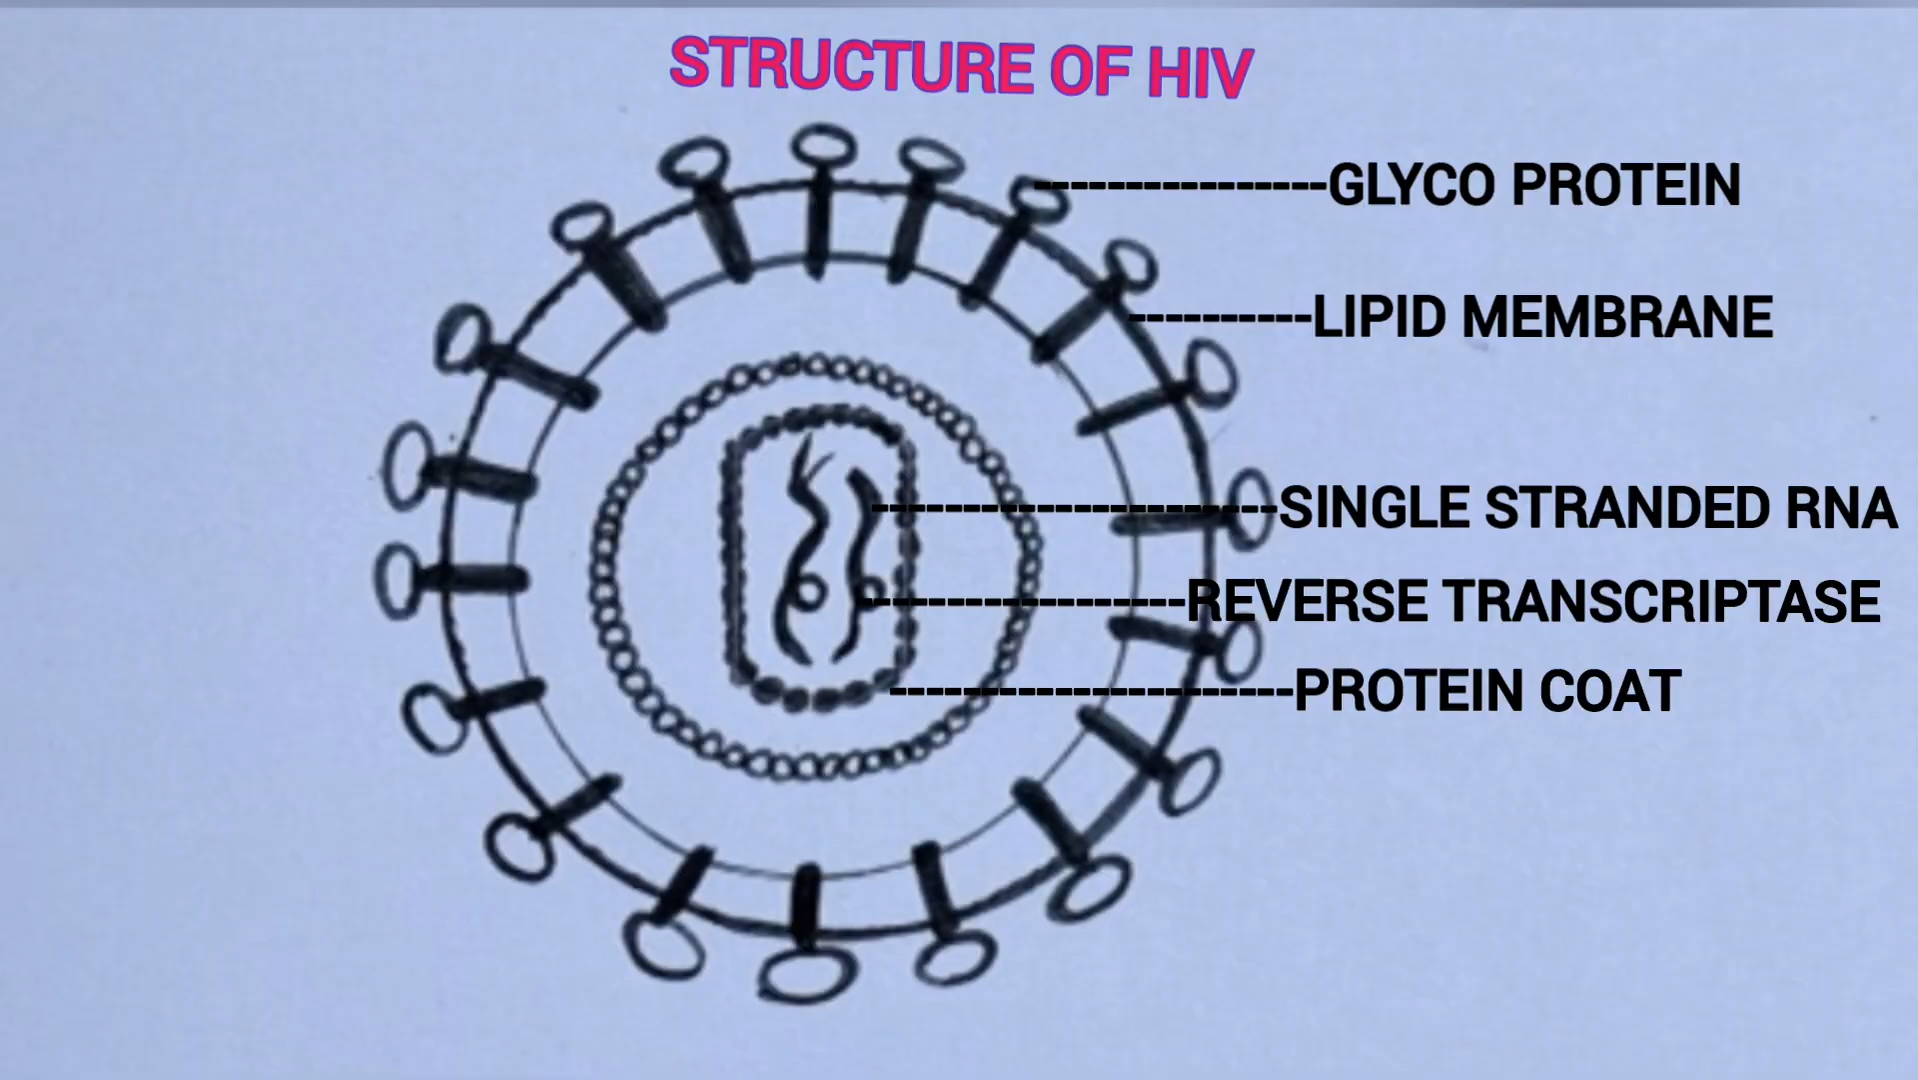 STRUCTURE OF HIV
GLYCO PROTEIN
LIPID MEMBRANE
SINGLE STRANDED RNA
REVERSE TRANSCRIPTASE
PROTEIN COAT